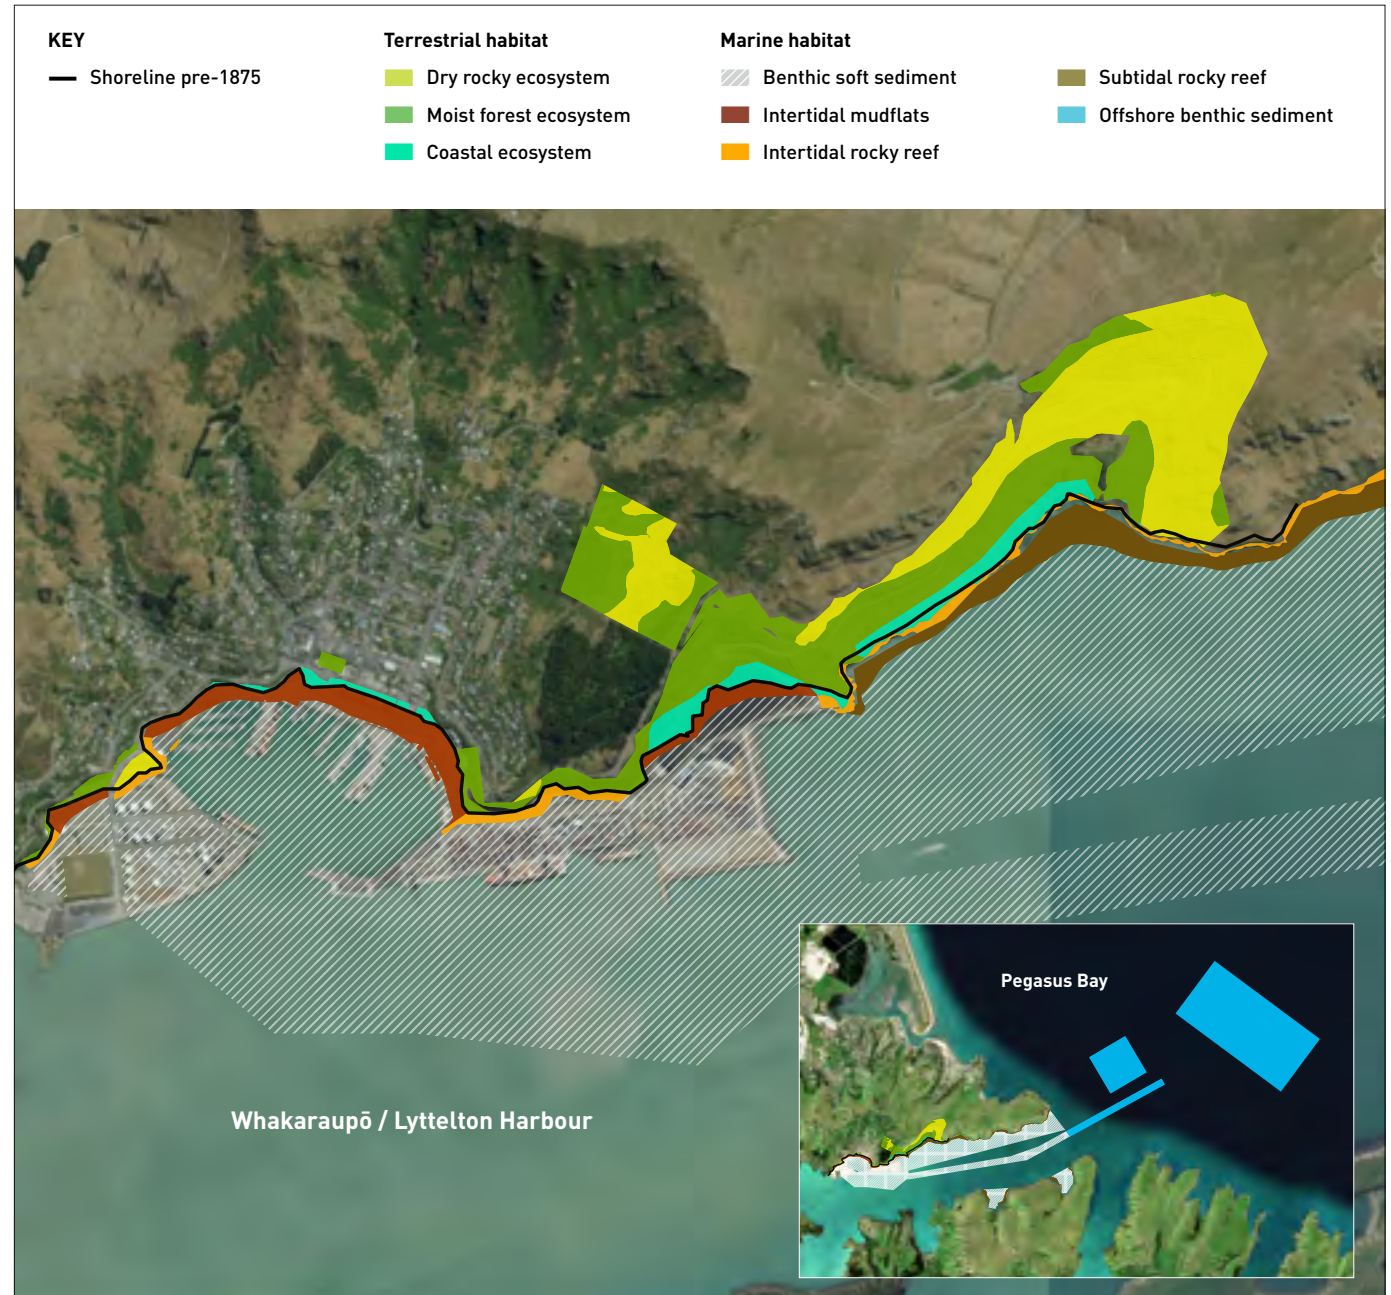 KEY
Shoreline pre-1875
Terrestrial habitat
Dry rocky ecosystem
Moist forest ecosystem
Coastal ecosystem
Marine habitat
Benthic soft sediment
Intertidal mudflats
Intertidal rocky reef
Subtidal rocky reef
Offshore benthic sediment
Pegasus Bay
Whakaraupō / Lyttelton Harbour